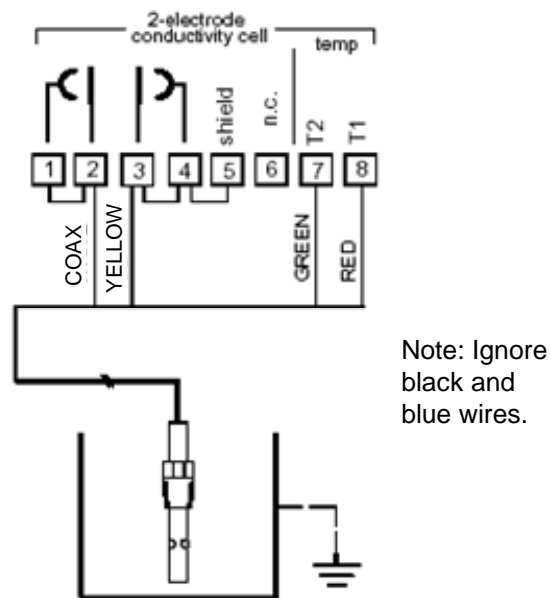 2-electrode
conductivity cell
temp
shield
n.c.
T2
T1
1 2 3 4 5 6 7 8
COAX
YELLOW
GREEN
RED
Note: Ignore
black and
blue wires.